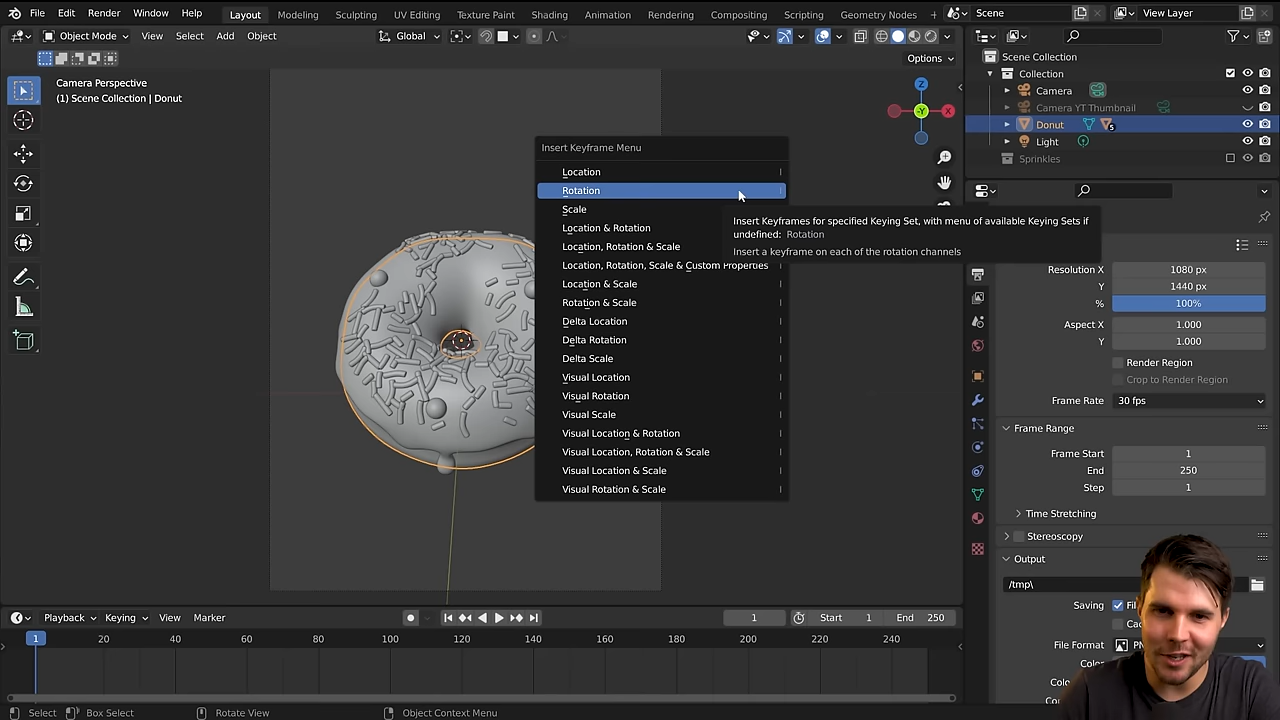 File Edit Render Window Help Layout Modeling Sculpting UV Editing Texture Paint Shading Animation Rendering Compositing Scripting Geometry Nodes + Scene View Layer
Object Mode View Select Add Object Global
Options
Camera Perspective
(1) Scene Collection | Donut
Z
-Y
X
Insert Keyframe Menu
Location I
Rotation I
Scale
Location & Rotation
Location, Rotation & Scale
Location, Rotation, Scale & Custom Properties
Location & Scale I
Rotation & Scale I
Delta Location I
Delta Rotation I
Delta Scale I
Visual Location I
Visual Rotation I
Visual Scale I
Visual Location & Rotation I
Visual Location, Rotation & Scale I
Visual Location & Scale I
Visual Rotation & Scale I
Insert Keyframes for specified Keying Set, with menu of available Keying Sets if
undefined: Rotation
Insert a keyframe on each of the rotation channels
Scene Collection
Collection
Camera
Camera YT Thumbnail
Donut 5
Light
Sprinkles
Resolution X 1080 px
Y 1440 px
% 100%
Aspect X 1.000
Y 1.000
Render Region
Crop to Render Region
Frame Rate 30 fps
Frame Range
Frame Start 1
End 250
Step 1
Time Stretching
Stereoscopy
Output
/tmp\
Saving Fil
Cac
File Format PN
Color
Colo
Co
Playback Keying View Marker 1 Start 1 End 250
1 20 40 60 80 100 120 140 160 180 200 220 240
Select Box Select Rotate View Object Context Menu